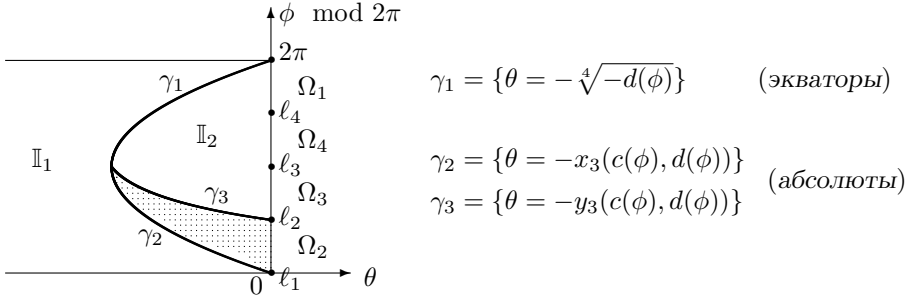 ϕ mod 2π
2π
γ₁
Ω₁
ℓ₄
𝕀₂
Ω₄
𝕀₁
ℓ₃
γ₃
Ω₃
ℓ₂
γ₂
Ω₂
0
ℓ₁
θ
γ₁ = {θ = −∜(−d(ϕ))} (экваторы)
γ₂ = {θ = −x₃(c(ϕ), d(ϕ))}
γ₃ = {θ = −y₃(c(ϕ), d(ϕ))}
(абсолюты)